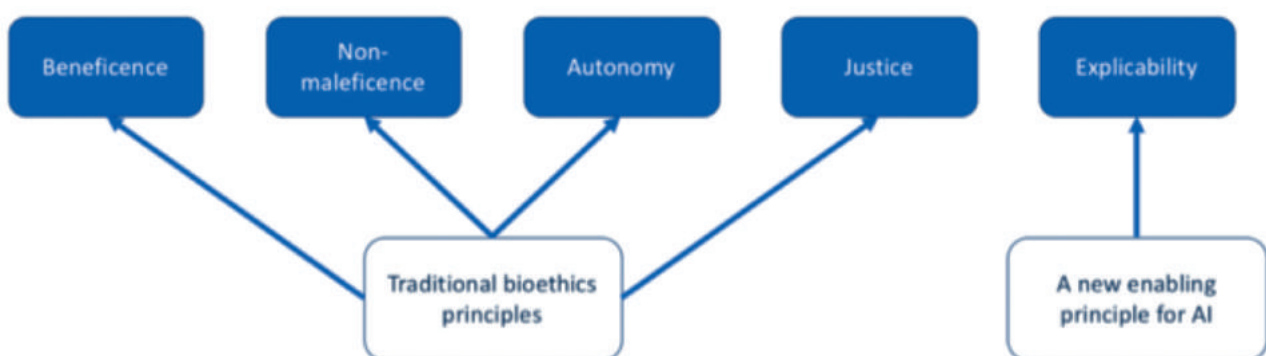 Beneficence
Non-
maleficence
Autonomy
Justice
Explicability
Traditional bioethics
principles
A new enabling
principle for AI